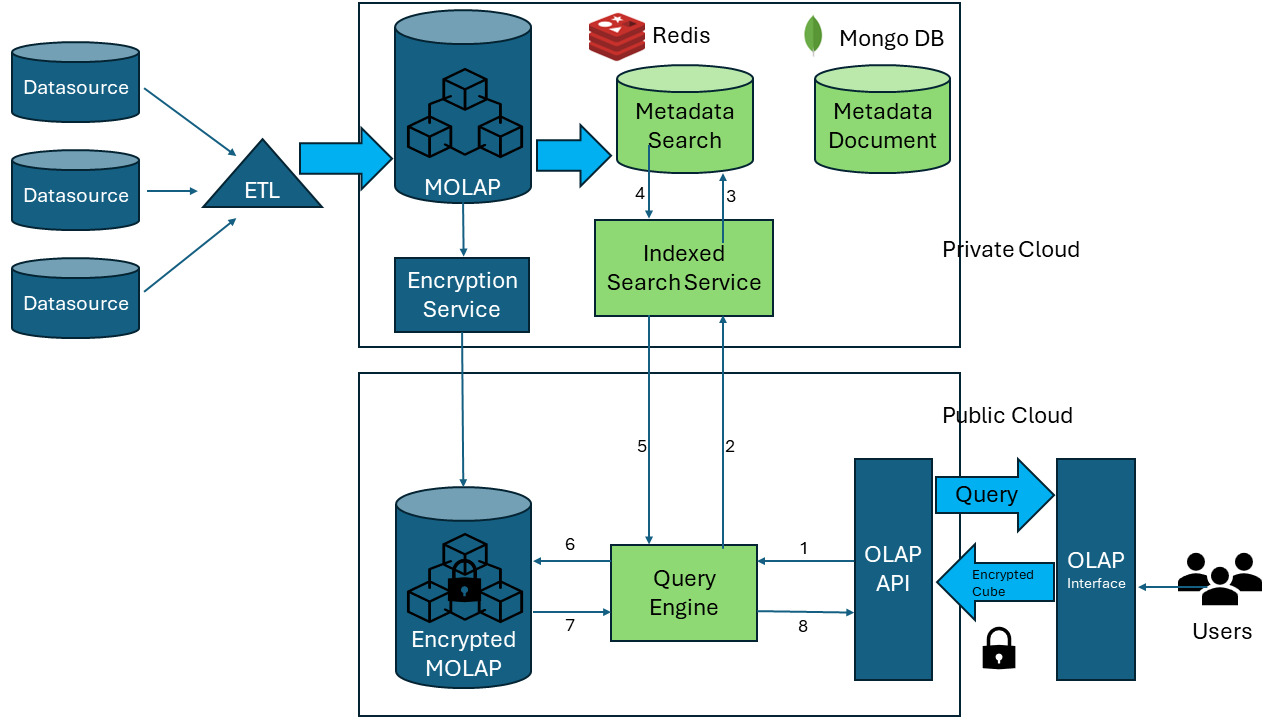 Redis
Mongo DB
Datasource
Datasource
Datasource
ETL
MOLAP
Metadata
Search
Metadata
Document
4
3
Indexed
Search Service
Private Cloud
Encryption
Service
Public Cloud
5
2
Encrypted
MOLAP
6
7
Query
Engine
1
8
OLAP
API
Query
Encrypted
Cube
OLAP
Interface
Users